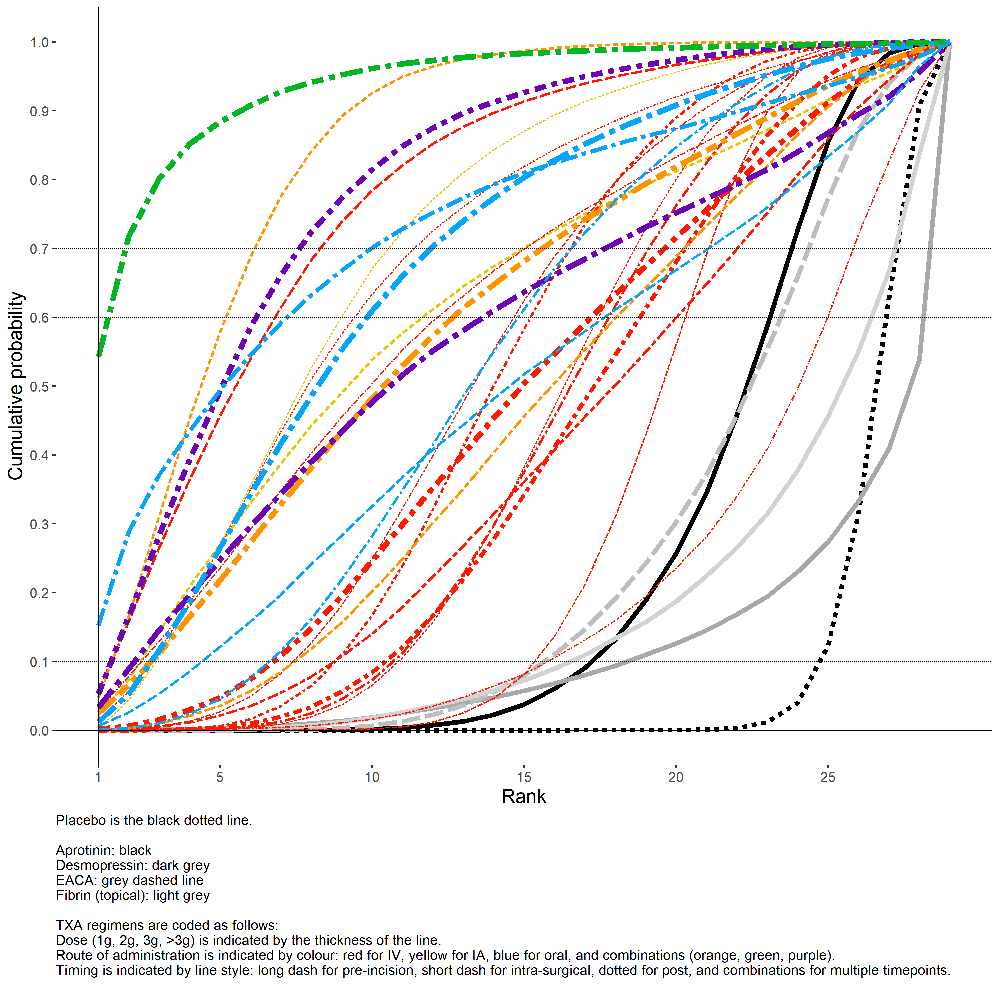 1.0
0.9
0.8
0.7
0.6
0.5
0.4
0.3
0.2
0.1
0.0
Cumulative probability
1 5 10 15 20 25
Rank
Placebo is the black dotted line.
Aprotinin: black
Desmopressin: dark grey
EACA: grey dashed line
Fibrin (topical): light grey
TXA regimens are coded as follows:
Dose (1g, 2g, 3g, >3g) is indicated by the thickness of the line.
Route of administration is indicated by colour: red for IV, yellow for IA, blue for oral, and combinations (orange, green, purple).
Timing is indicated by line style: long dash for pre-incision, short dash for intra-surgical, dotted for post, and combinations for multiple timepoints.